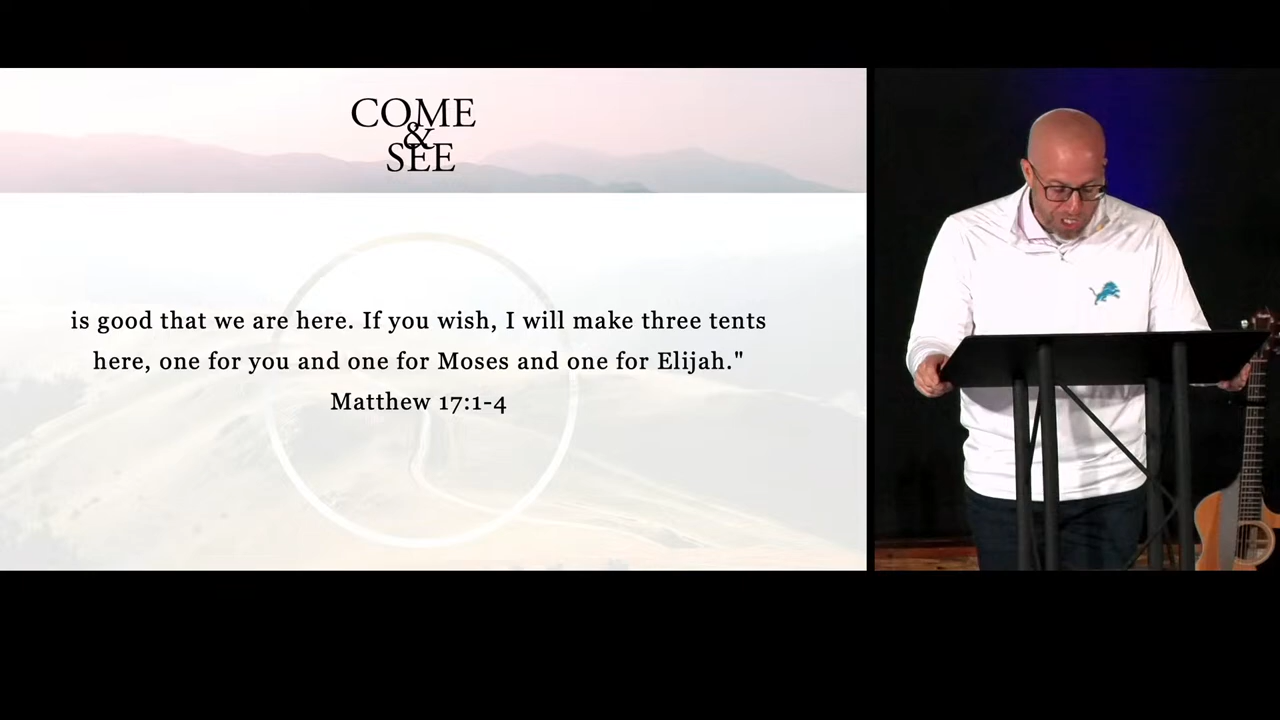 COME
&
SEE
is good that we are here. If you wish, I will make three tents
here, one for you and one for Moses and one for Elijah."
Matthew 17:1-4